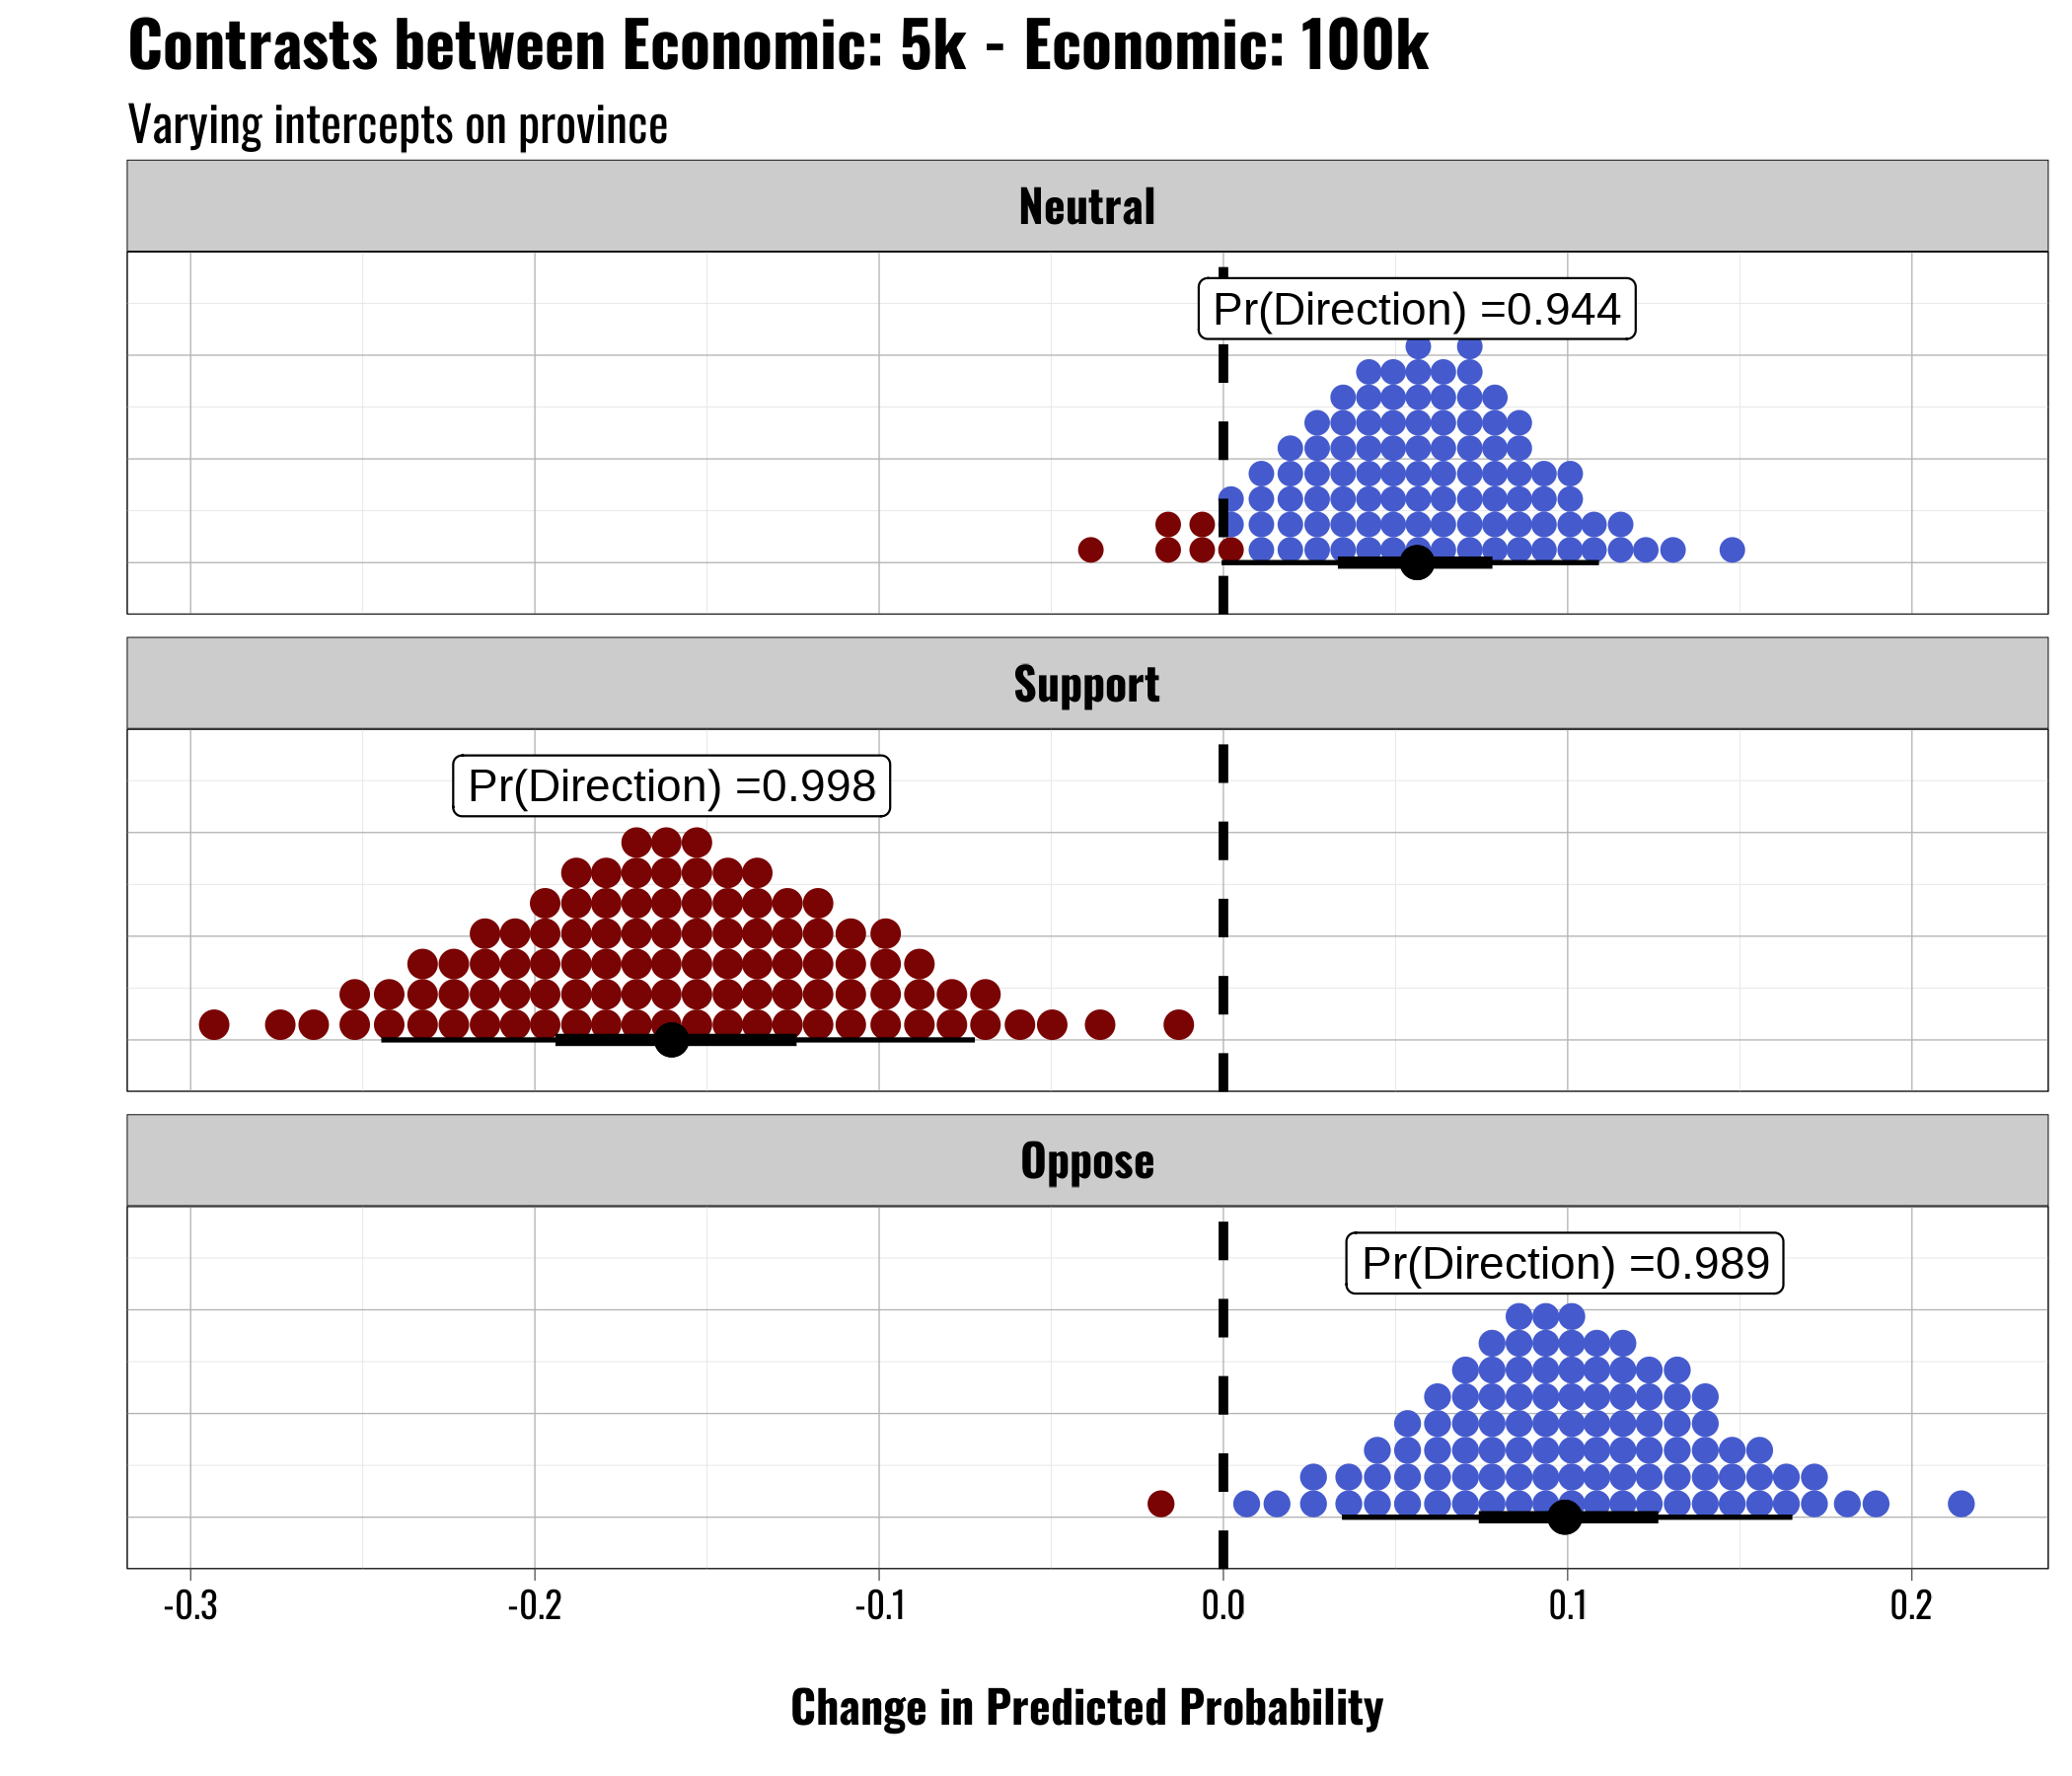 Contrasts between Economic: 5k - Economic: 100k
Varying intercepts on province
Neutral
Pr(Direction) =0.944
Support
Pr(Direction) =0.998
Oppose
Pr(Direction) =0.989
-0.3 -0.2 -0.1 0.0 0.1 0.2
Change in Predicted Probability